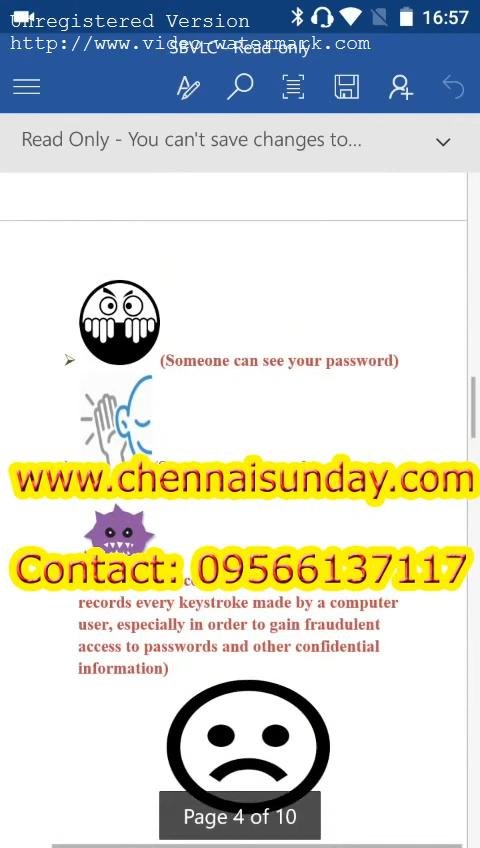 Unregistered Version
16:57
http://www.video-watermark.com
SBVLC - Read-only
Read Only - You can't save changes to...
(Someone can see your password)
www.chennaisunday.com
Contact: 09566137117
records every keystroke made by a computer
user, especially in order to gain fraudulent
access to passwords and other confidential
information)
Page 4 of 10